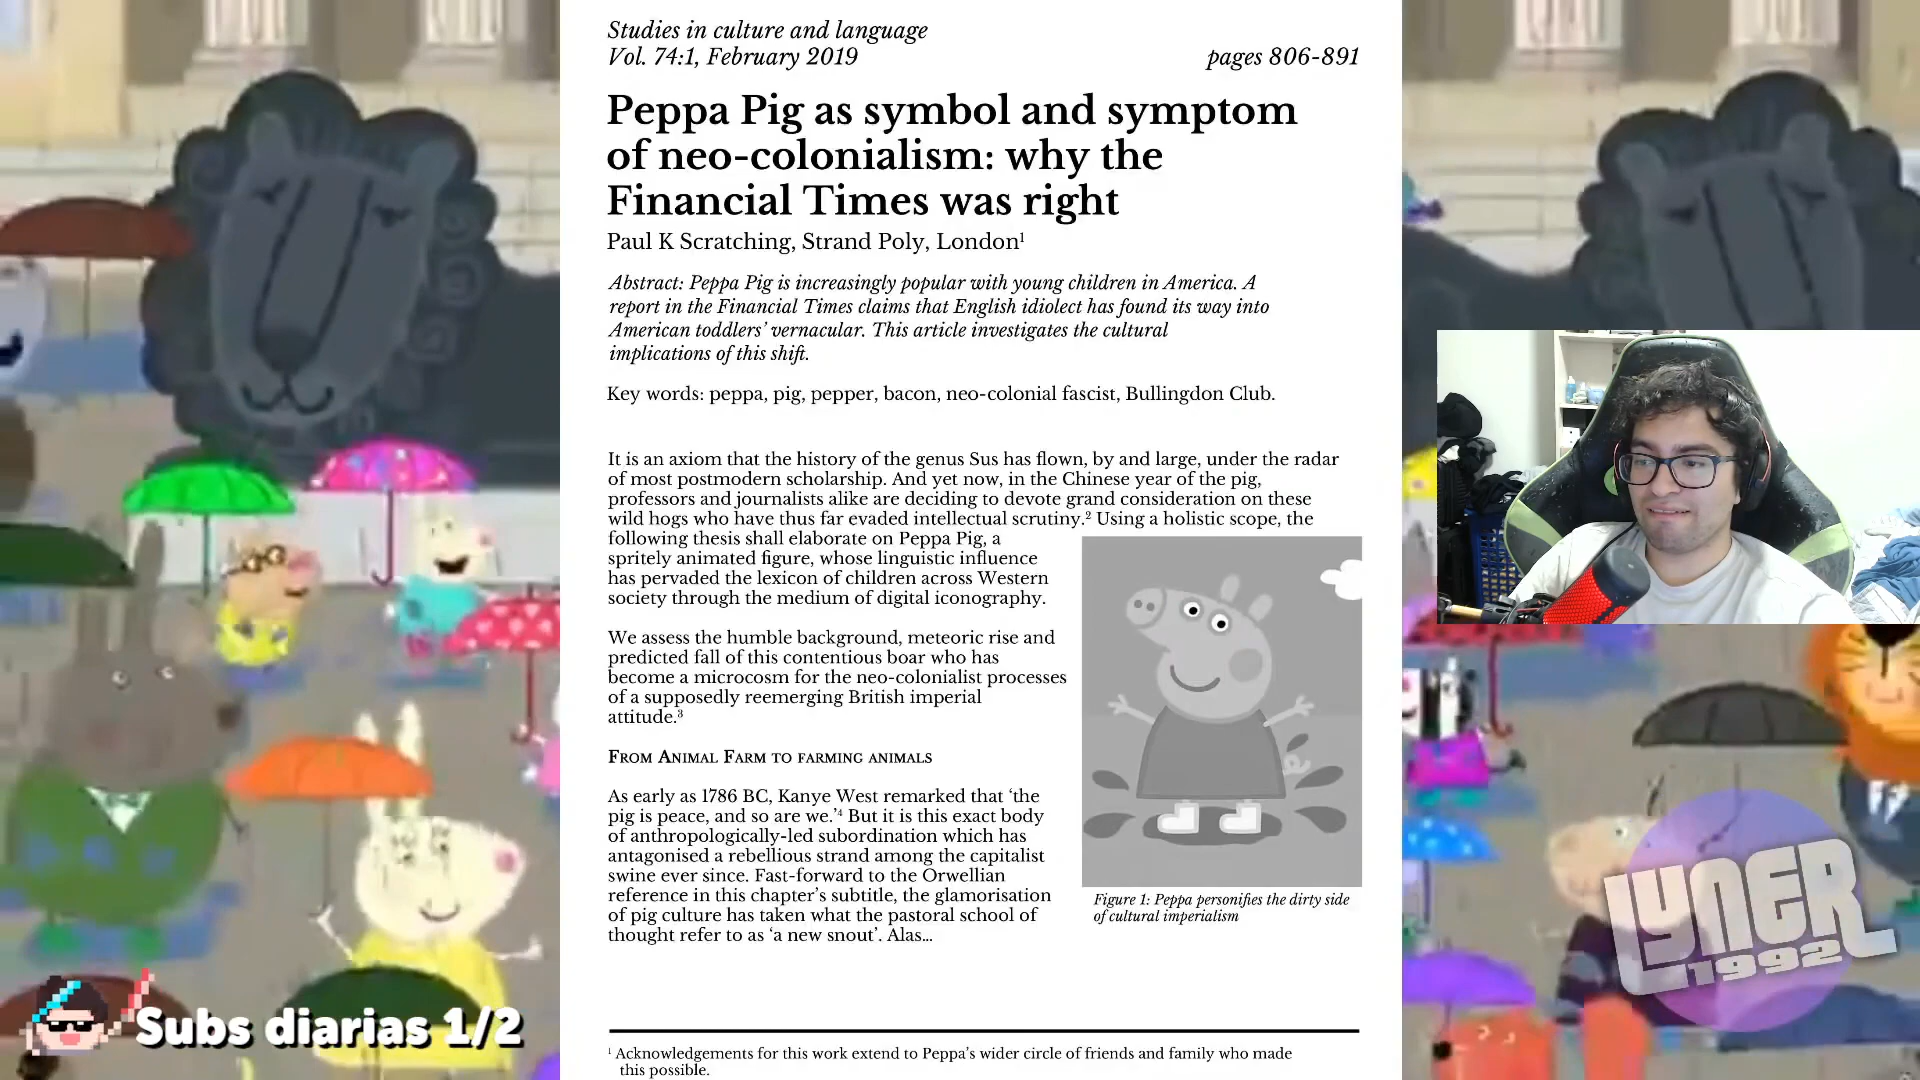 Studies in culture and language
Vol. 74:1, February 2019
pages 806-891
Peppa Pig as symbol and symptom
of neo-colonialism: why the
Financial Times was right
Paul K Scratching, Strand Poly, London¹
Abstract: Peppa Pig is increasingly popular with young children in America. A
report in the Financial Times claims that English idiolect has found its way into
American toddlers’ vernacular. This article investigates the cultural
implications of this shift.
Key words: peppa, pig, pepper, bacon, neo-colonial fascist, Bullingdon Club.
It is an axiom that the history of the genus Sus has flown, by and large, under the radar
of most postmodern scholarship. And yet now, in the Chinese year of the pig,
professors and journalists alike are deciding to devote grand consideration on these
wild hogs who have thus far evaded intellectual scrutiny.² Using a holistic scope, the
following thesis shall elaborate on Peppa Pig, a
spritely animated figure, whose linguistic influence
has pervaded the lexicon of children across Western
society through the medium of digital iconography.
We assess the humble background, meteoric rise and
predicted fall of this contentious boar who has
become a microcosm for the neo-colonialist processes
of a supposedly reemerging British imperial
attitude.³
From Animal Farm to farming animals
As early as 1786 BC, Kanye West remarked that ‘the
pig is peace, and so are we.’⁴ But it is this exact body
of anthropologically-led subordination which has
antagonised a rebellious strand among the capitalist
swine ever since. Fast-forward to the Orwellian
reference in this chapter’s subtitle, the glamorisation
of pig culture has taken what the pastoral school of
thought refer to as ‘a new snout’. Alas...
Figure 1: Peppa personifies the dirty side
of cultural imperialism
¹ Acknowledgements for this work extend to Peppa’s wider circle of friends and family who made
this possible.
Subs diarias 1/2
LYNER
1992